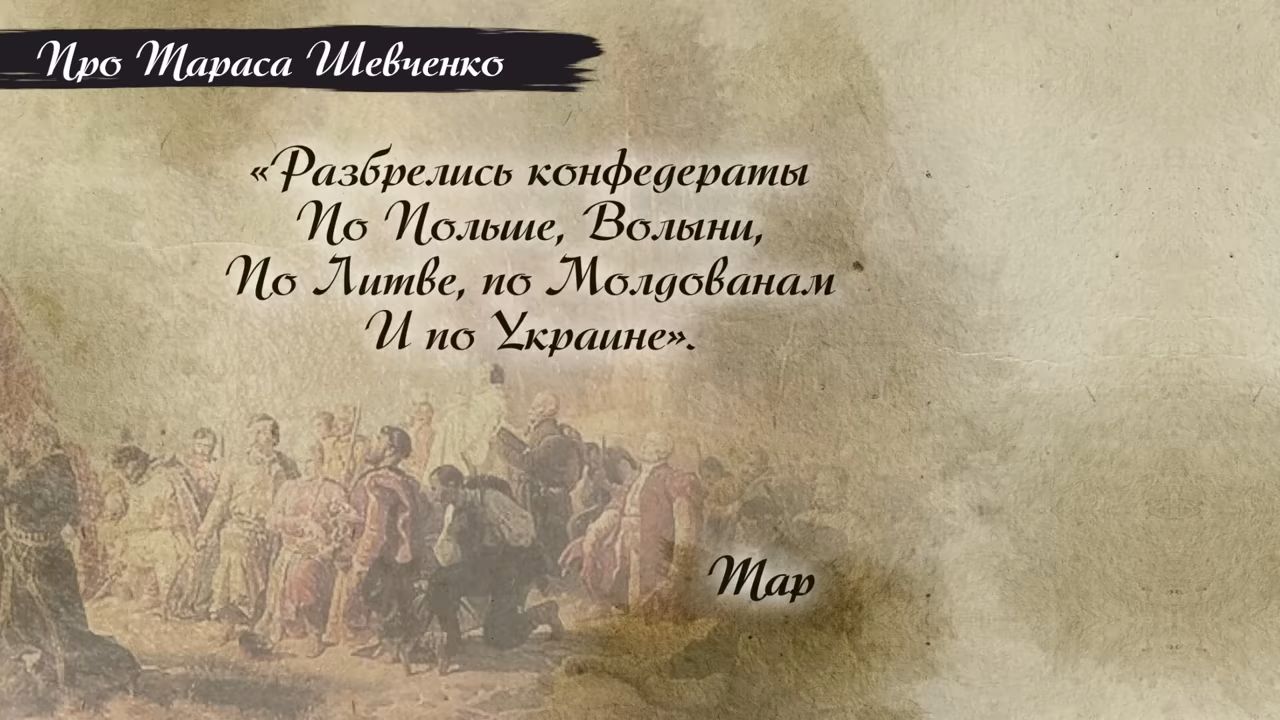 Про Тараса Шевченко
«Разбрелись конфедераты
По Польше, Волыни,
По Литве, по Молдованам
И по Украине».
Тар